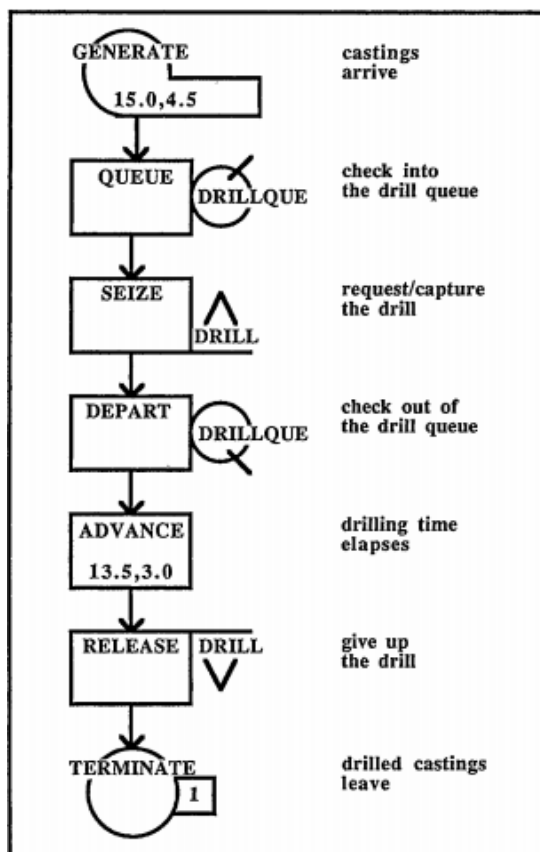 GENERATE
castings
arrive
15.0,4.5
QUEUE
DRILLQUE
check into
the drill queue
SEIZE
DRILL
request/capture
the drill
DEPART
DRILLQUE
check out of
the drill queue
ADVANCE
13.5,3.0
drilling time
elapses
RELEASE
DRILL
give up
the drill
TERMINATE
1
drilled castings
leave